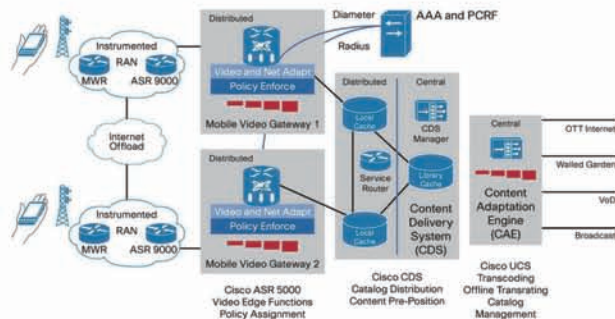 Distributed
Diameter
AAA and PCRF
Radius
Instrumented
RAN
MWR
ASR 9000
Video and Net Adapt
Policy Enforce
Mobile Video Gateway 1
Internet
Offload
Distributed
Video and Net Adapt.
Policy Enforce
Mobile Video Gateway 2
Instrumented
RAN
MWR
ASR 9000
Distributed
Central
Local
Cache
CDS
Manager
Service
Router
Library
Cache
Local
Cache
Content
Delivery
System
(CDS)
Central
Content
Adaptation
Engine
(CAE)
OTT Internet
Walled Garden
VoD
Broadcast
Cisco ASR 5000
Video Edge Functions
Policy Assignment
Cisco CDS
Catalog Distribution
Content Pre-Position
Cisco UCS
Transcoding
Offline Transrating
Catalog
Management